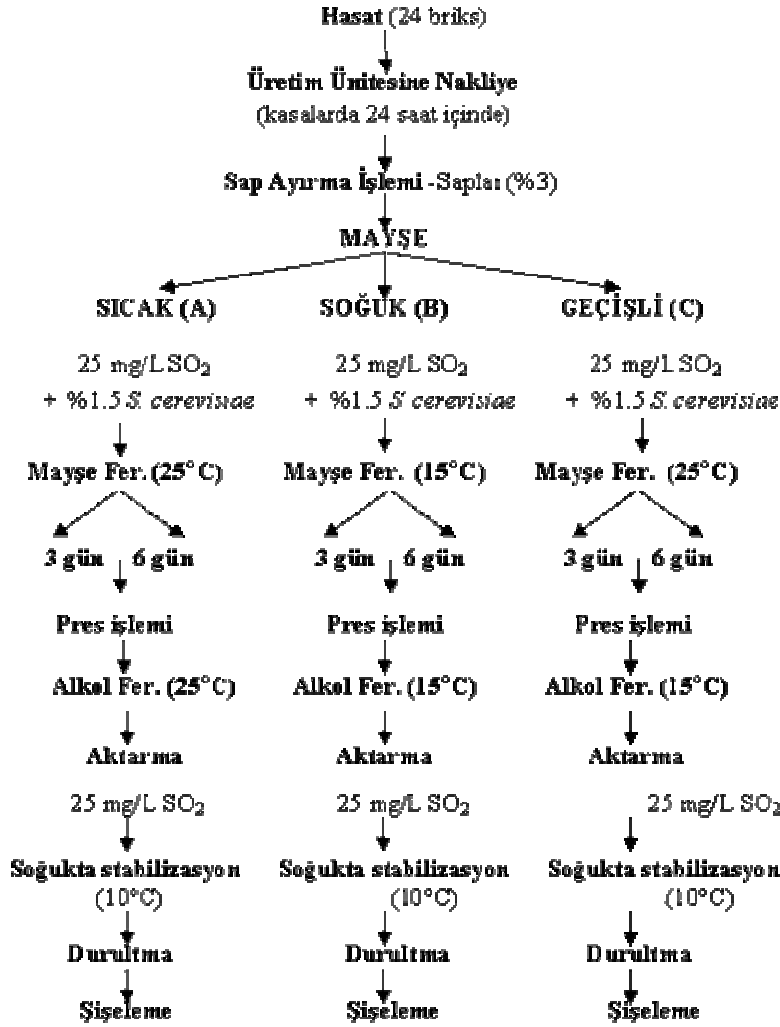 Hasat (24 briks)
Üretim Ünitesine Nakliye
(kasalarda 24 saat içinde)
Sap Ayırma İşlemi -Saplar (%3)
MAYŞE
SICAK (A) SOĞUK (B) GEÇİŞLİ (C)
25 mg/L SO₂ 25 mg/L SO₂ 25 mg/L SO₂
+ %1.5 S. cerevisiae + %1.5 S. cerevisiae + %1.5 S. cerevisiae
Mayşe Fer. (25°C) Mayşe Fer. (15°C) Mayşe Fer. (25°C)
3 gün 6 gün 3 gün 6 gün 3 gün 6 gün
Pres işlemi Pres işlemi Pres işlemi
Alkol Fer. (25°C) Alkol Fer. (15°C) Alkol Fer. (15°C)
Aktarma Aktarma Aktarma
25 mg/L SO₂ 25 mg/L SO₂ 25 mg/L SO₂
Soğukta stabilizasyon Soğukta stabilizasyon Soğukta stabilizasyon
(10°C) (10°C) (10°C)
Durultma Durultma Durultma
Şişeleme Şişeleme Şişeleme